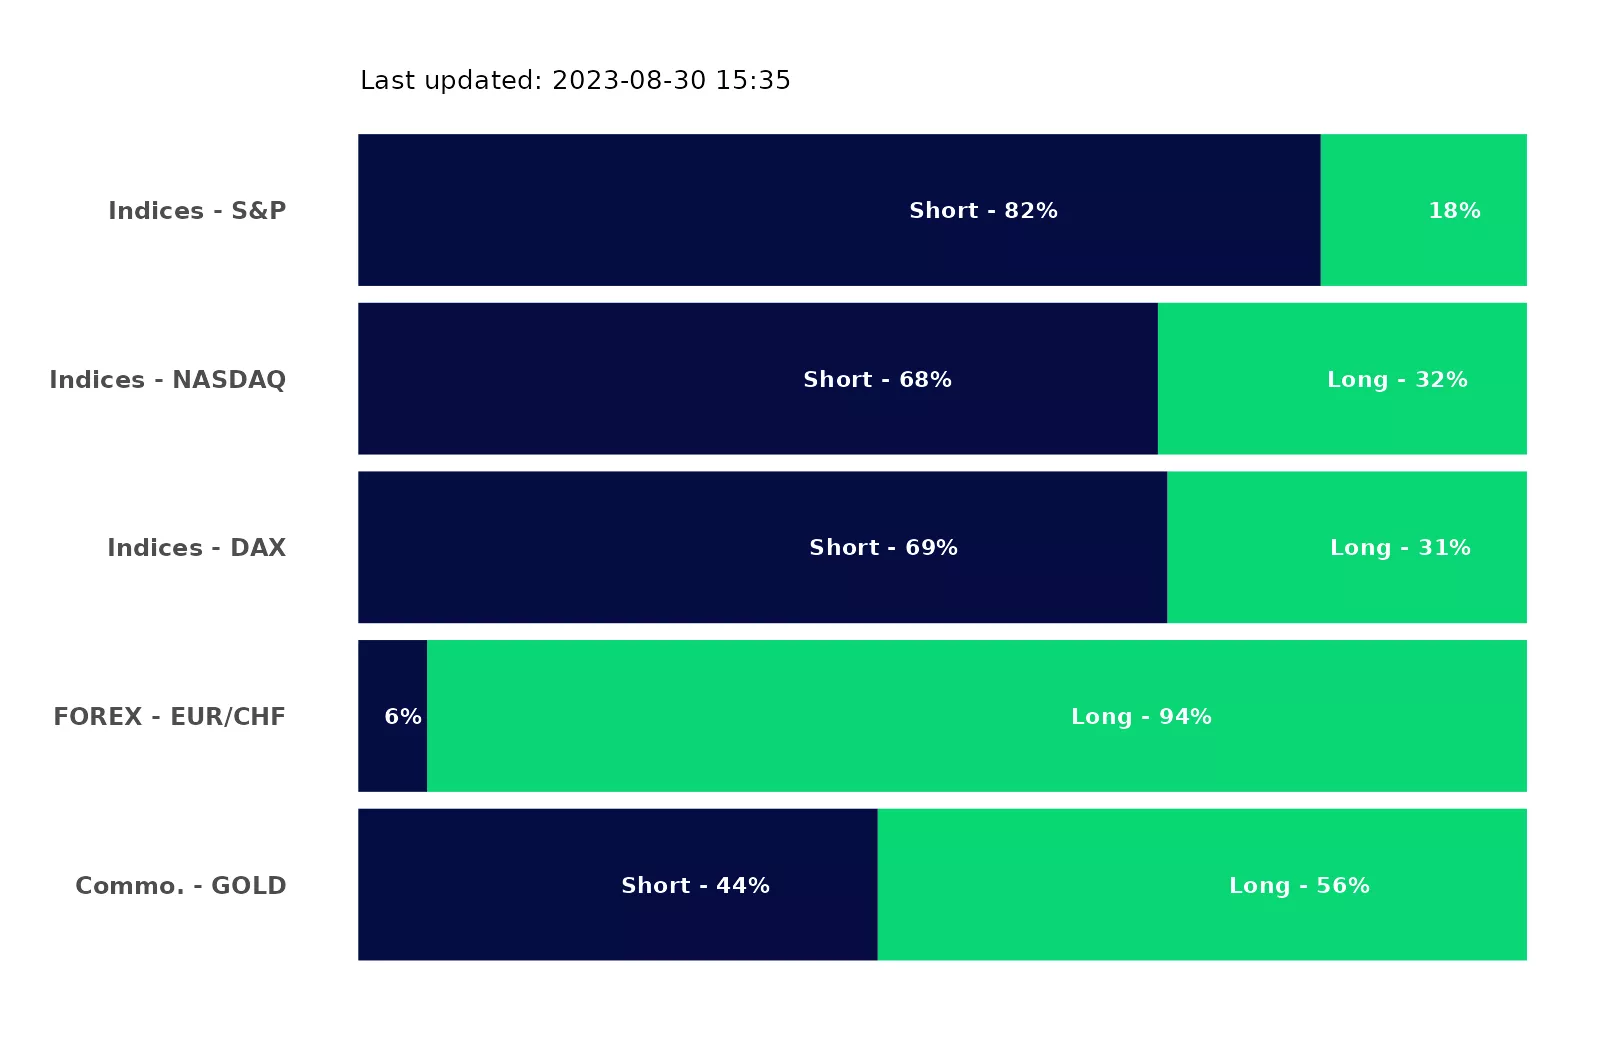 Last updated: 2023-08-30 15:35
Indices - S&P Short - 82% 18%
Indices - NASDAQ Short - 68% Long - 32%
Indices - DAX Short - 69% Long - 31%
FOREX - EUR/CHF 6% Long - 94%
Commo. - GOLD Short - 44% Long - 56%